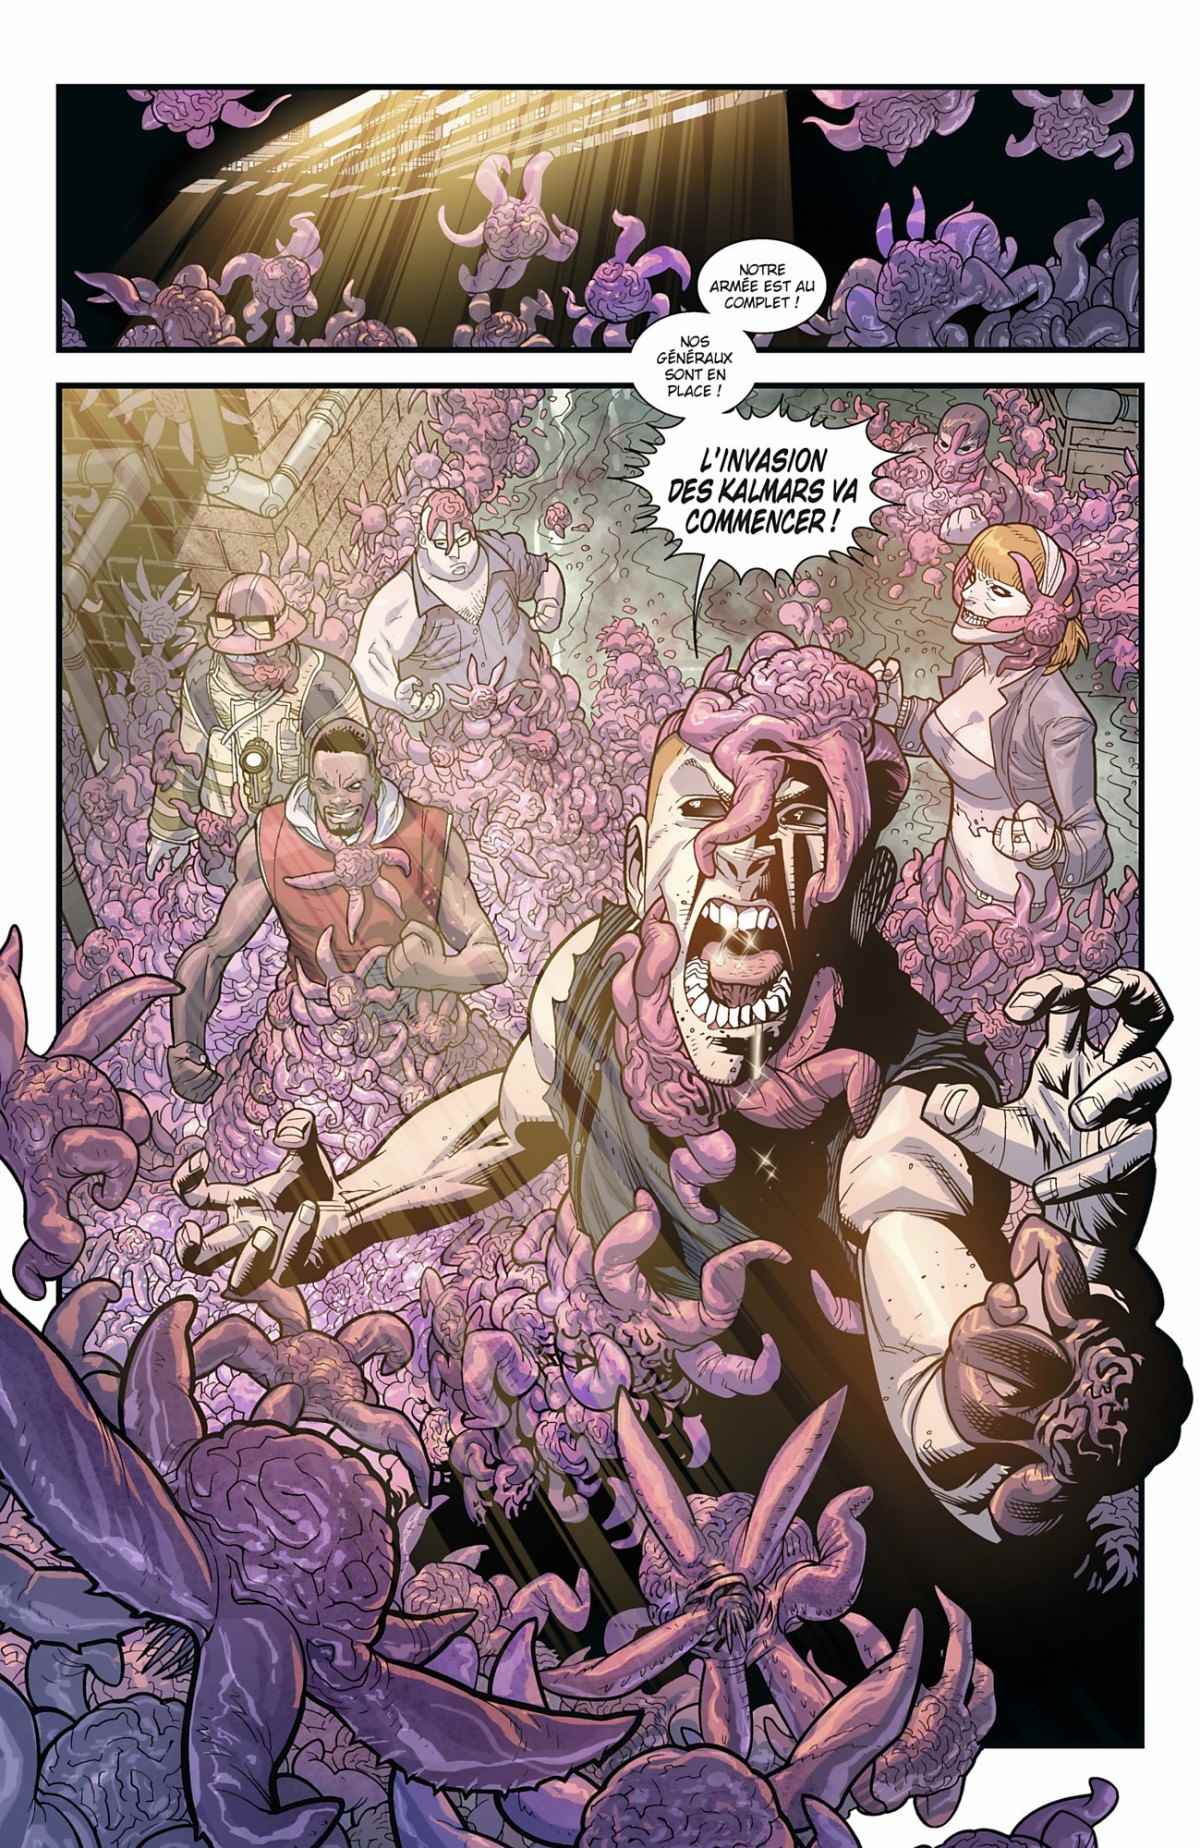 NOTRE
ARMÉE EST AU
COMPLET !
NOS
GÉNÉRAUX
SONT EN
PLACE !
L'INVASION
DES KALMARS VA
COMMENCER !